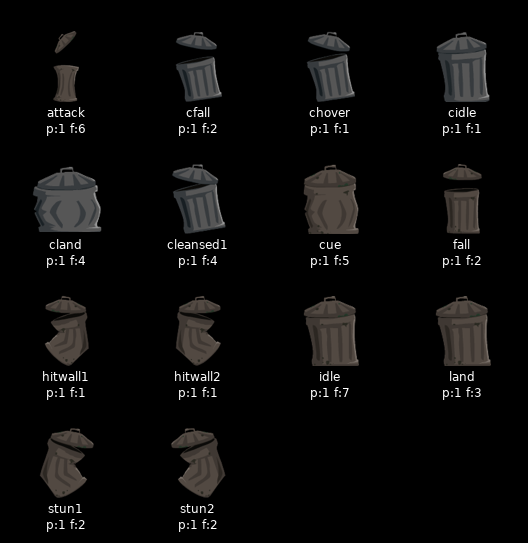 attack
p:1 f:6
cfall
p:1 f:2
chover
p:1 f:1
cidle
p:1 f:1
cland
p:1 f:4
cleansed1
p:1 f:4
cue
p:1 f:5
fall
p:1 f:2
hitwall1
p:1 f:1
hitwall2
p:1 f:1
idle
p:1 f:7
land
p:1 f:3
stun1
p:1 f:2
stun2
p:1 f:2